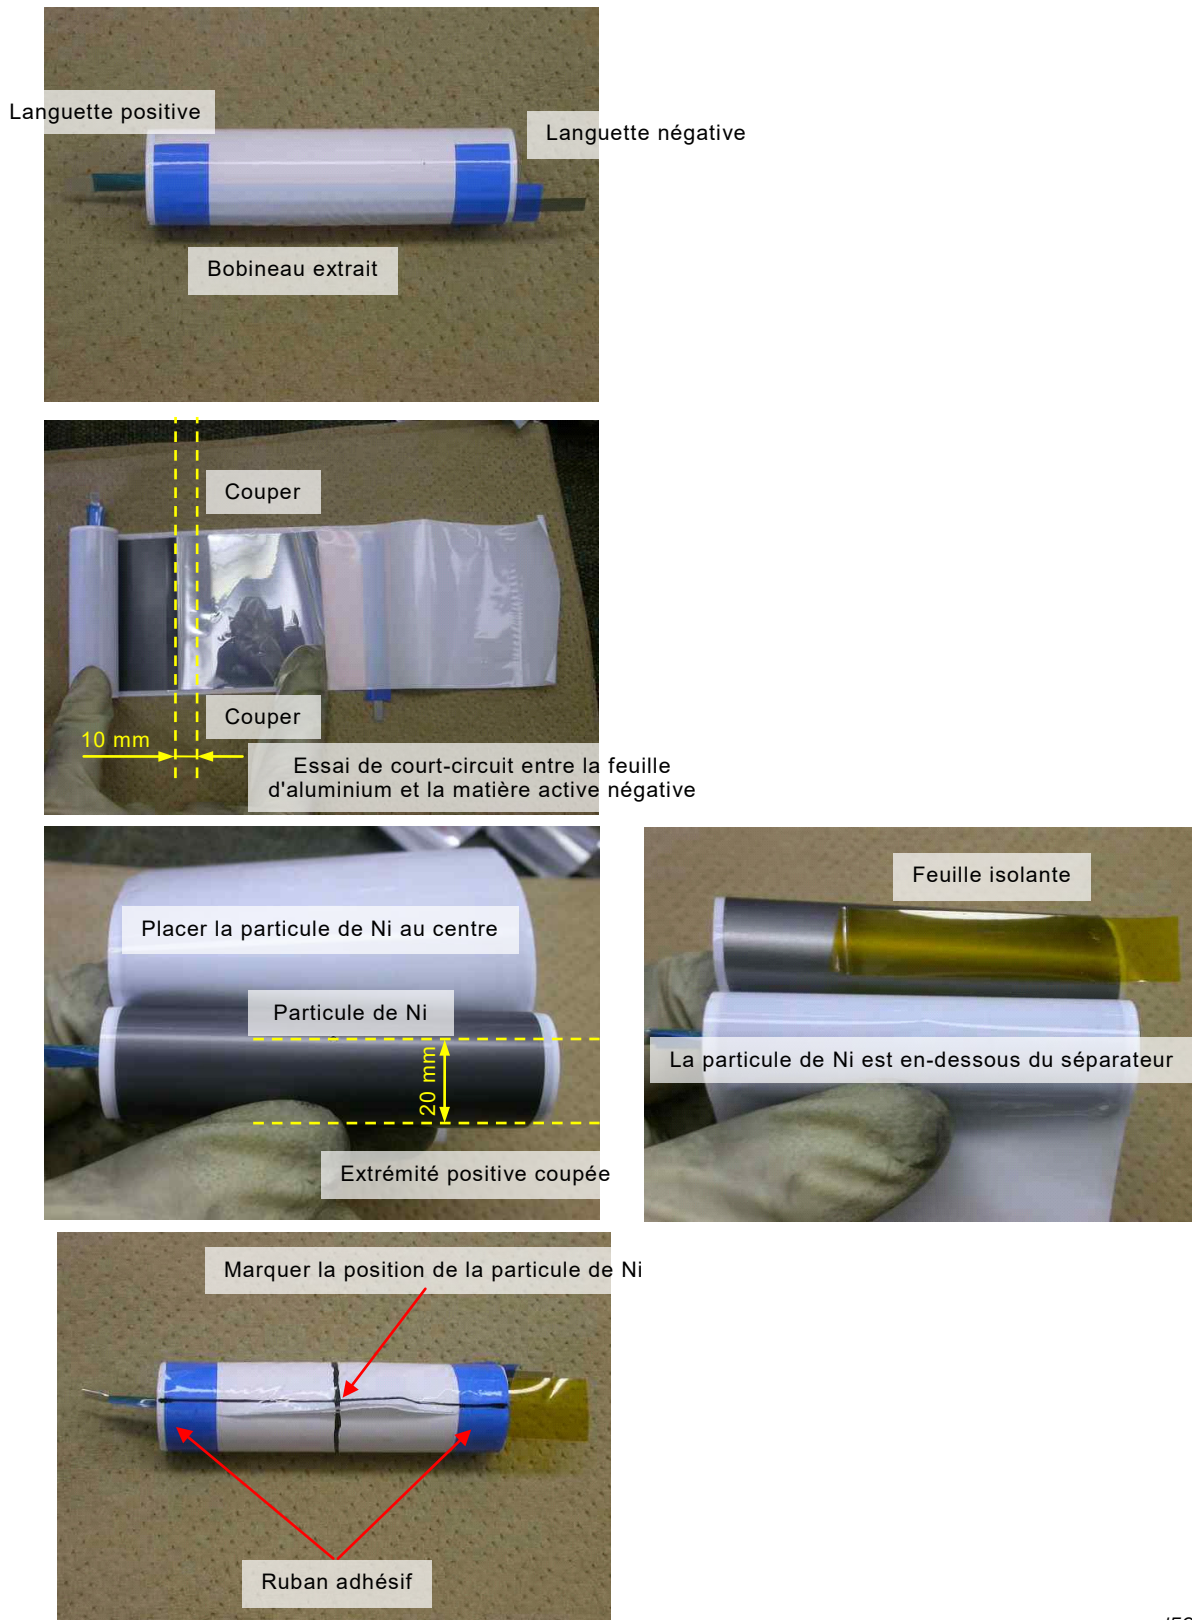 Languette positive
Languette négative
Bobineau extrait
Couper
Couper
10 mm
Essai de court-circuit entre la feuille
d'aluminium et la matière active négative
Placer la particule de Ni au centre
Particule de Ni
20 mm
Extrémité positive coupée
Feuille isolante
La particule de Ni est en-dessous du séparateur
Marquer la position de la particule de Ni
Ruban adhésif